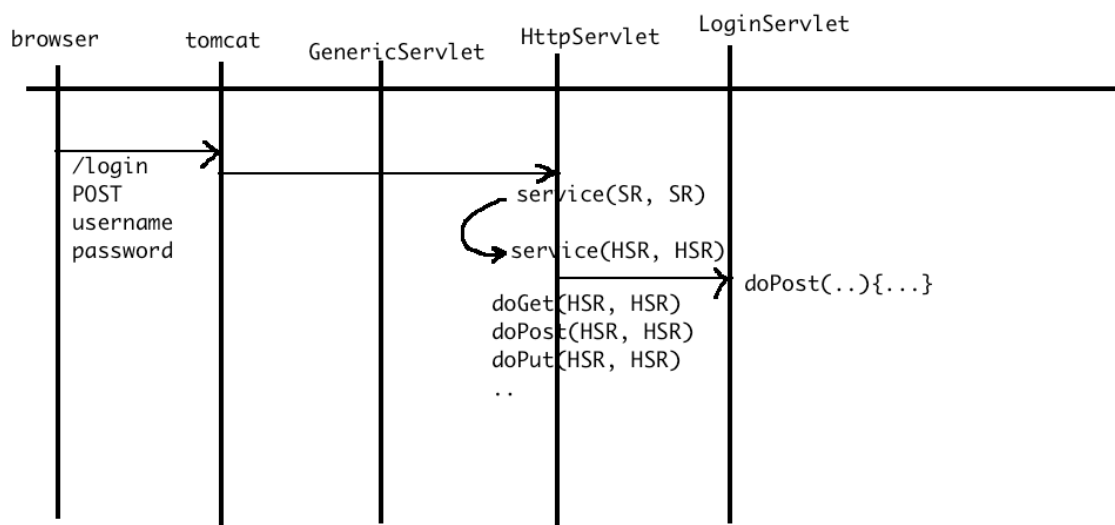 browser
tomcat
GenericServlet
HttpServlet
LoginServlet
/login
POST
username
password
service(SR, SR)
service(HSR, HSR)
doPost(..){...}
doGet(HSR, HSR)
doPost(HSR, HSR)
doPut(HSR, HSR)
..